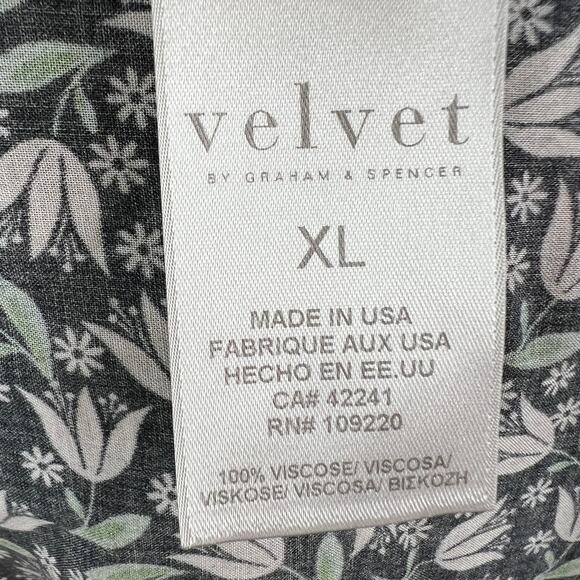 velvet
BY GRAHAM & SPENCER
XL
MADE IN USA
FABRIQUE AUX USA
HECHO EN EE.UU
CA# 42241
RN# 109220
100% VISCOSE/ VISCOSA/
VISKOSE/ VISCOSA/ ΒΙΣΚΟΖΗ